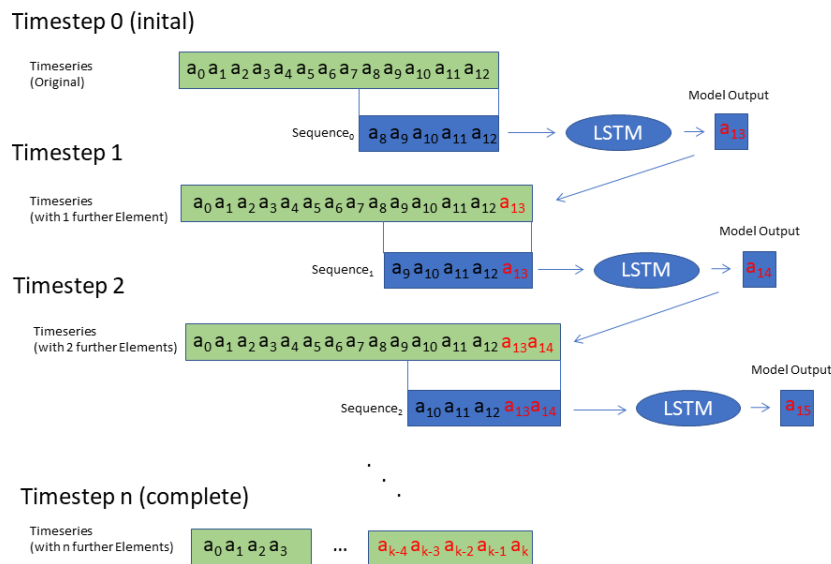 Timestep 0 (inital)
Timeseries
(Original)
a0 a1 a2 a3 a4 a5 a6 a7 a8 a9 a10 a11 a12
Model Output
Sequence0
a8 a9 a10 a11 a12
LSTM
a13
Timestep 1
Timeseries
(with 1 further Element)
a0 a1 a2 a3 a4 a5 a6 a7 a8 a9 a10 a11 a12 a13
Model Output
Sequence1
a9 a10 a11 a12 a13
LSTM
a14
Timestep 2
Timeseries
(with 2 further Elements)
a0 a1 a2 a3 a4 a5 a6 a7 a8 a9 a10 a11 a12 a13 a14
Model Output
Sequence2
a10 a11 a12 a13 a14
LSTM
a15
Timestep n (complete)
Timeseries
(with n further Elements)
a0 a1 a2 a3 ... ak-4 ak-3 ak-2 ak-1 ak